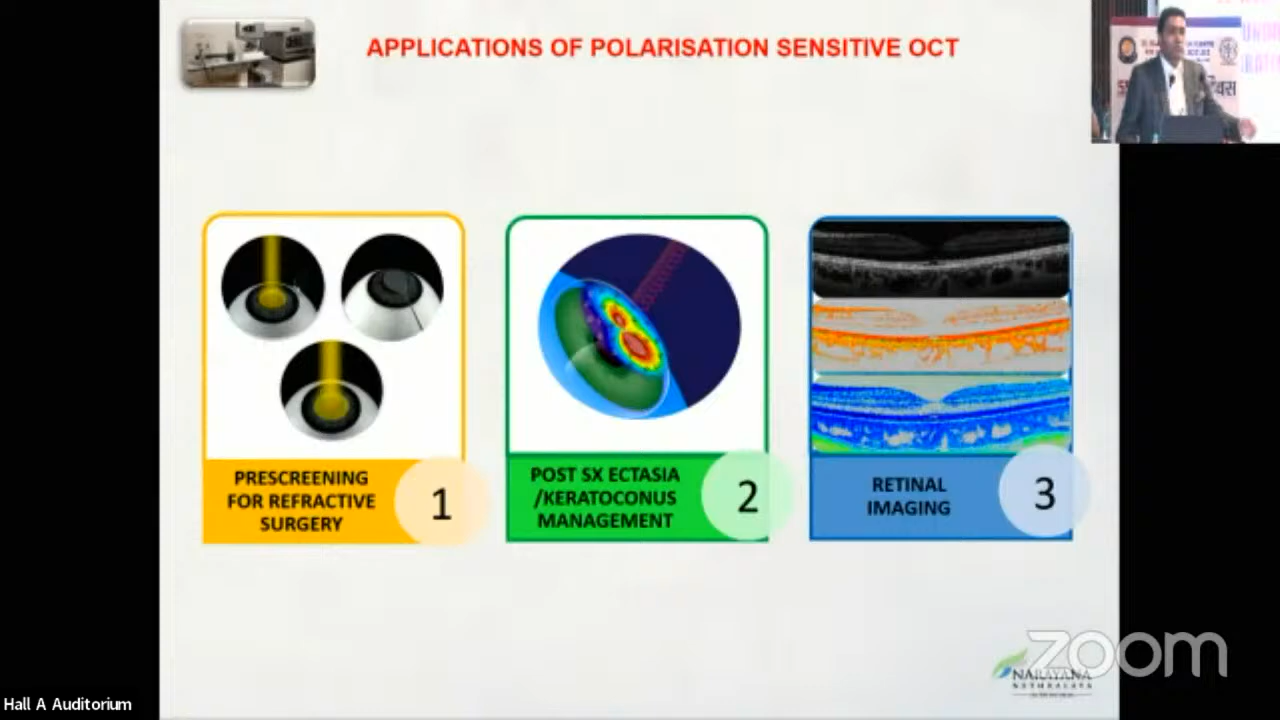 APPLICATIONS OF POLARISATION SENSITIVE OCT
PRESCREENING
FOR REFRACTIVE
SURGERY
1
POST SX ECTASIA
/KERATOCONUS
MANAGEMENT
2
RETINAL
IMAGING
3
NARAYANA
NETHRALAYA
zoom
Hall A Auditorium